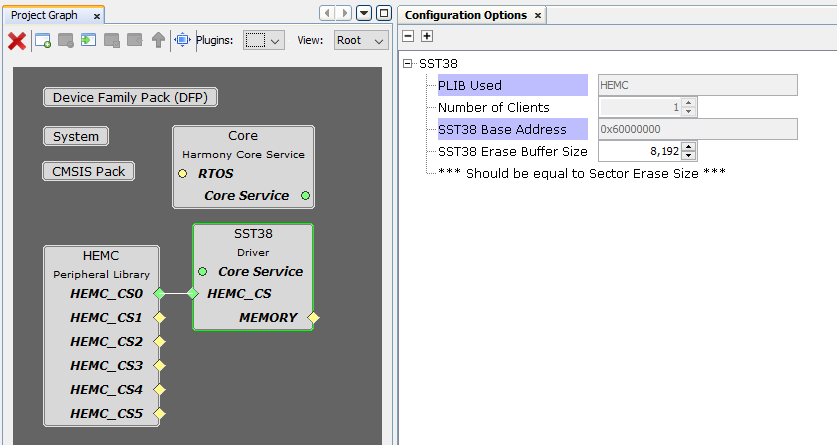 Project Graph
Plugins:
View:
Root
Device Family Pack (DFP)
System
CMSIS Pack
Core
Harmony Core Service
RTOS
Core Service
SST38
Driver
Core Service
HEMC_CS
MEMORY
HEMC
Peripheral Library
HEMC_CS0
HEMC_CS1
HEMC_CS2
HEMC_CS3
HEMC_CS4
HEMC_CS5
Configuration Options
SST38
PLIB Used HEMC
Number of Clients 1
SST38 Base Address 0x60000000
SST38 Erase Buffer Size 8,192
*** Should be equal to Sector Erase Size ***